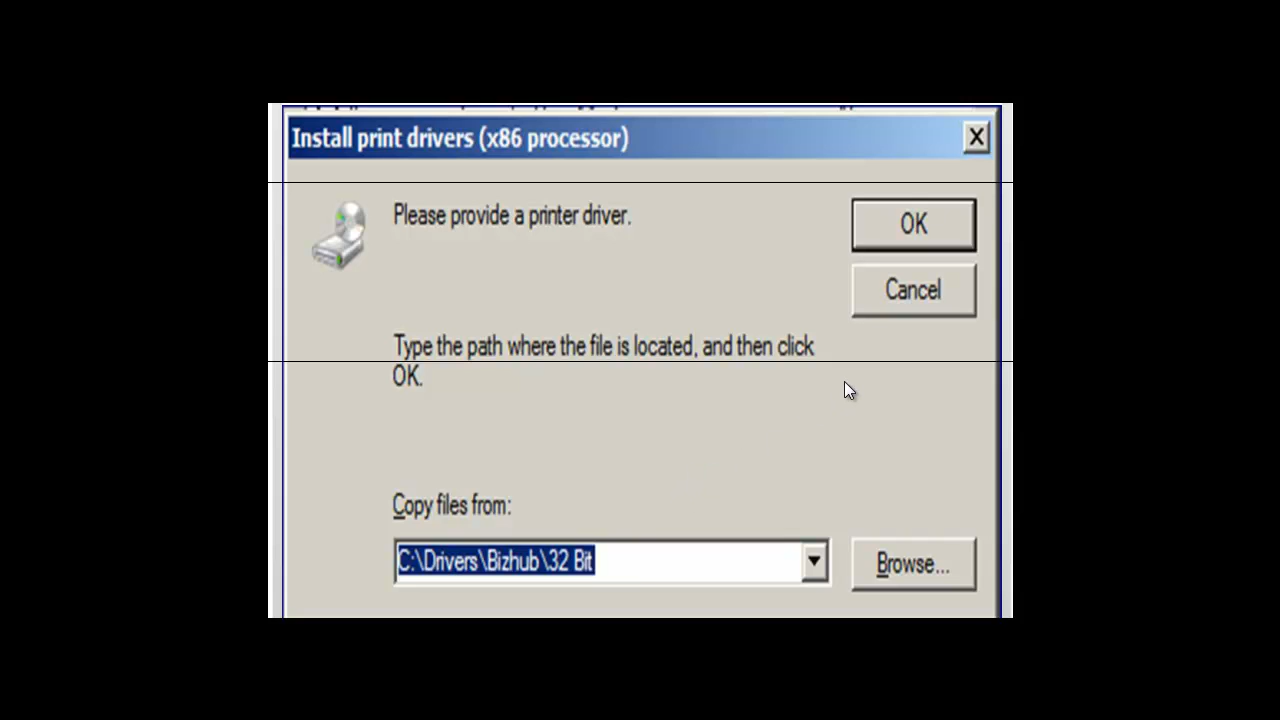 Install print drivers (x86 processor)
Please provide a printer driver.
OK
Cancel
Type the path where the file is located, and then click
OK.
Copy files from:
C:\Drivers\Bizhub\32 Bit
Browse...